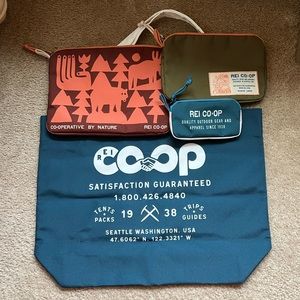 CO-OPERATIVE BY NATURE REI CO·OP
REI CO·OP
REI CO·OP
QUALITY OUTDOOR GEAR AND
APPAREL SINCE 1938
REI
CO OP
SATISFACTION GUARANTEED
1.800.426.4840
TENTS PACKS 19 38 TRIPS GUIDES
SEATTLE WASHINGTON, USA
47.6062° N, 122.3321° W